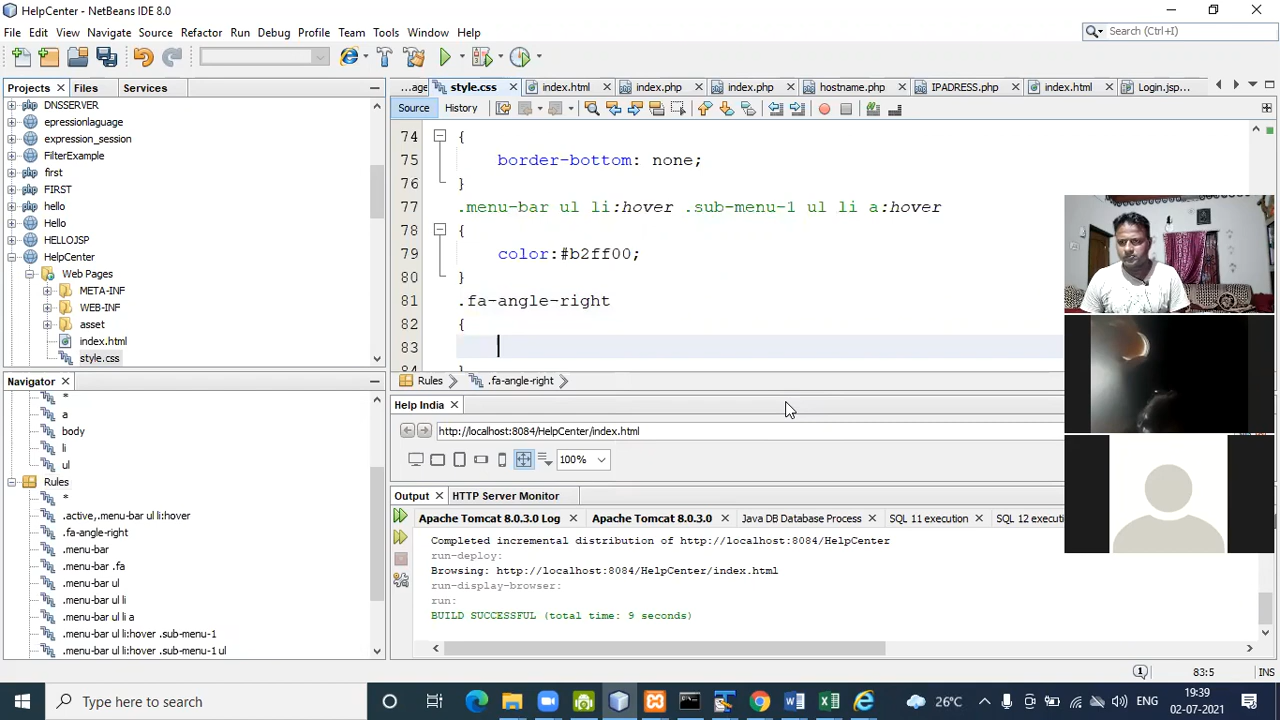 HelpCenter - NetBeans IDE 8.0
File Edit View Navigate Source Refactor Run Debug Profile Team Tools Window Help
Search (Ctrl+I)
Projects Files Services
...age style.css index.html index.php index.php hostname.php IPADRESS.php index.html Login.jsp...
Source History
DNSSERVER
epressionlaguage
expression_session
FilterExample
first
FIRST
hello
Hello
HELLOJSP
HelpCenter
Web Pages
META-INF
WEB-INF
asset
index.html
style.css
74 {
75 border-bottom: none;
76 }
77 .menu-bar ul li:hover .sub-menu-1 ul li a:hover
78 {
79 color:#b2ff00;
80 }
81 .fa-angle-right
82 {
83
84 }
Rules .fa-angle-right
Navigator
*
a
body
li
ul
Rules
*
.active,.menu-bar ul li:hover
.fa-angle-right
.menu-bar
.menu-bar .fa
.menu-bar ul
.menu-bar ul li
.menu-bar ul li a
.menu-bar ul li:hover .sub-menu-1
.menu-bar ul li:hover .sub-menu-1 ul
Help India
http://localhost:8084/HelpCenter/index.html
100%
Output HTTP Server Monitor
Apache Tomcat 8.0.3.0 Log Apache Tomcat 8.0.3.0 Java DB Database Process SQL 11 execution SQL 12 executi
Completed incremental distribution of http://localhost:8084/HelpCenter
run-deploy:
Browsing: http://localhost:8084/HelpCenter/index.html
run-display-browser:
run:
BUILD SUCCESSFUL (total time: 9 seconds)
1 83:5 INS
Type here to search
26°C ENG 19:39
02-07-2021